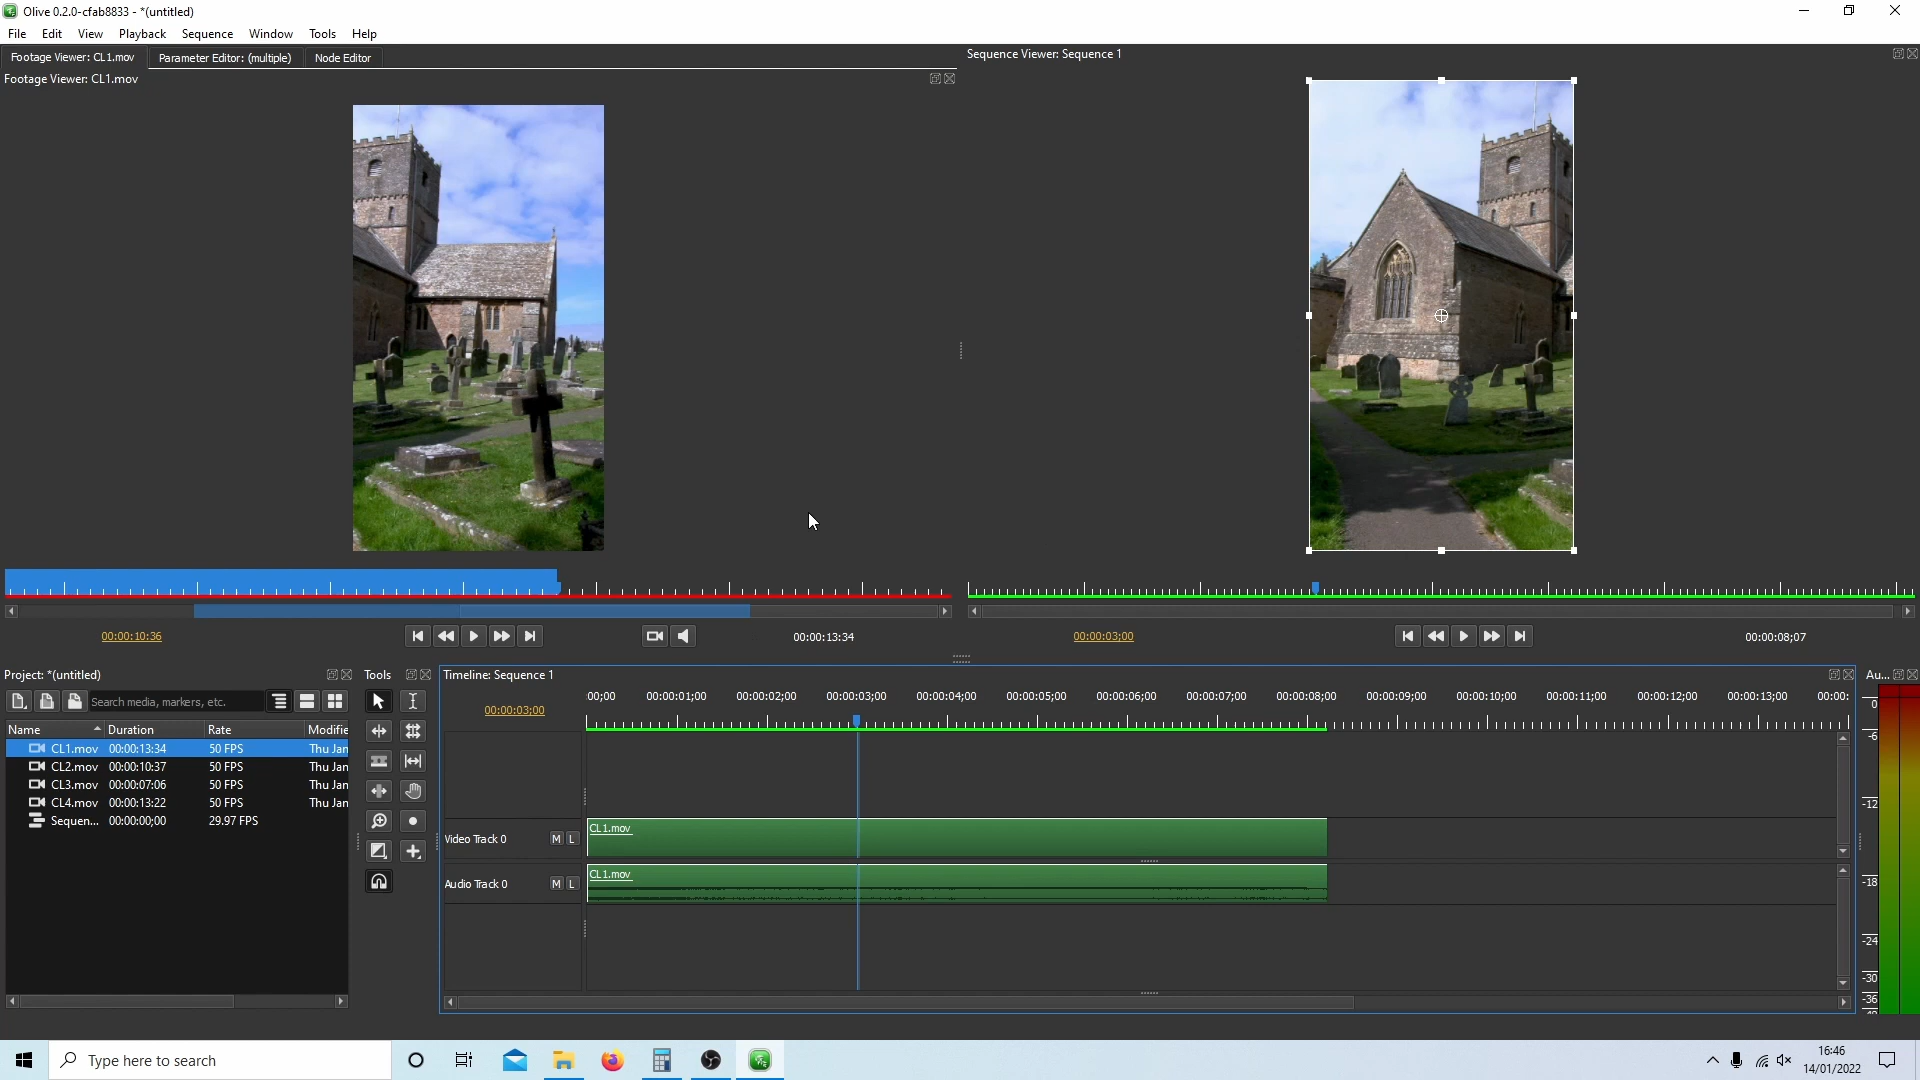 Olive 0.2.0-cfab8833 - *(untitled)
File Edit View Playback Sequence Window Tools Help
Footage Viewer: CL1.mov Parameter Editor: (multiple) Node Editor
Sequence Viewer: Sequence 1
Footage Viewer: CL1.mov
00:00:10:36
00:00:13:34
00:00:03;00
00:00:08;07
Project: *(untitled)
Tools
Timeline: Sequence 1
Au...
Search media, markers, etc.
:00;00 00:00:01;00 00:00:02;00 00:00:03;00 00:00:04;00 00:00:05;00 00:00:06;00 00:00:07;00 00:00:08;00 00:00:09;00 00:00:10;00 00:00:11;00 00:00:12;00 00:00:13;00 00:00:
00:00:03;00
Name Duration Rate Modifie
CL1.mov 00:00:13:34 50 FPS Thu Jan
CL2.mov 00:00:10:37 50 FPS Thu Jan
CL3.mov 00:00:07:06 50 FPS Thu Jan
CL4.mov 00:00:13:22 50 FPS Thu Jan
Sequen... 00:00:00;00 29.97 FPS
Video Track 0 M L
CL1.mov
Audio Track 0 M L
CL1.mov
0
-6
-12
-18
-24
-30
-36
Type here to search
16:46
14/01/2022